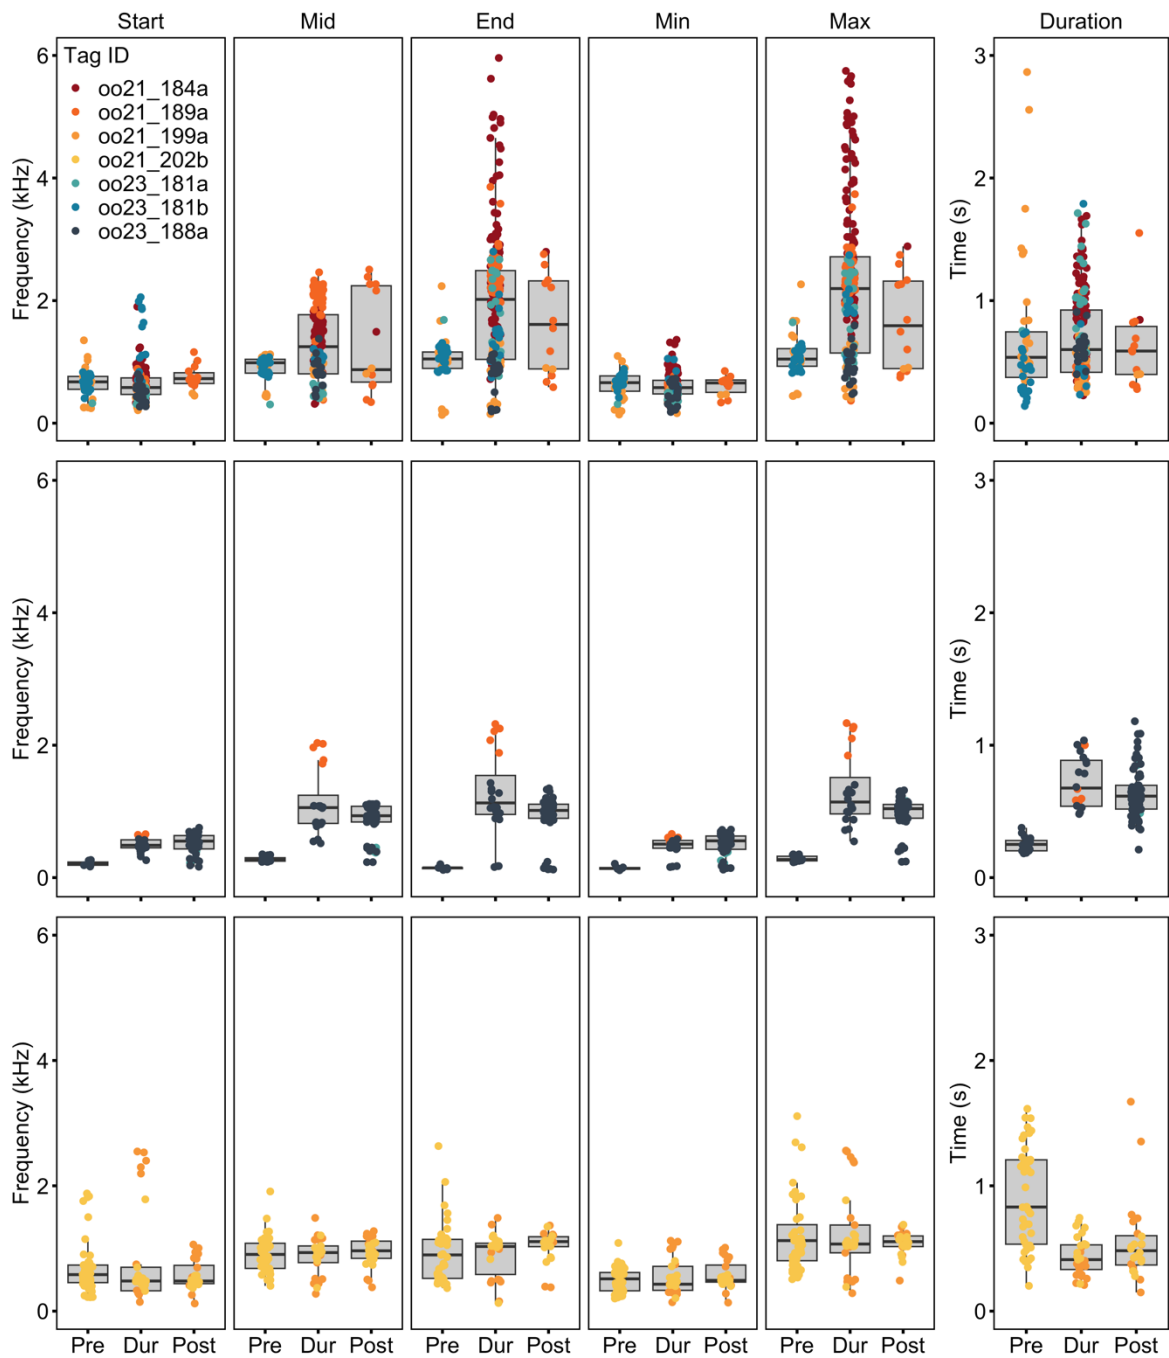 Start Mid End Min Max Duration
Tag ID
oo21_184a
oo21_189a
oo21_199a
oo21_202b
oo23_181a
oo23_181b
oo23_188a
Frequency (kHz)
6
4
2
0
Time (s)
3
2
1
0
Frequency (kHz)
6
4
2
0
Time (s)
3
2
1
0
Frequency (kHz)
6
4
2
0
Time (s)
3
2
1
0
Pre Dur Post Pre Dur Post Pre Dur Post Pre Dur Post Pre Dur Post Pre Dur Post